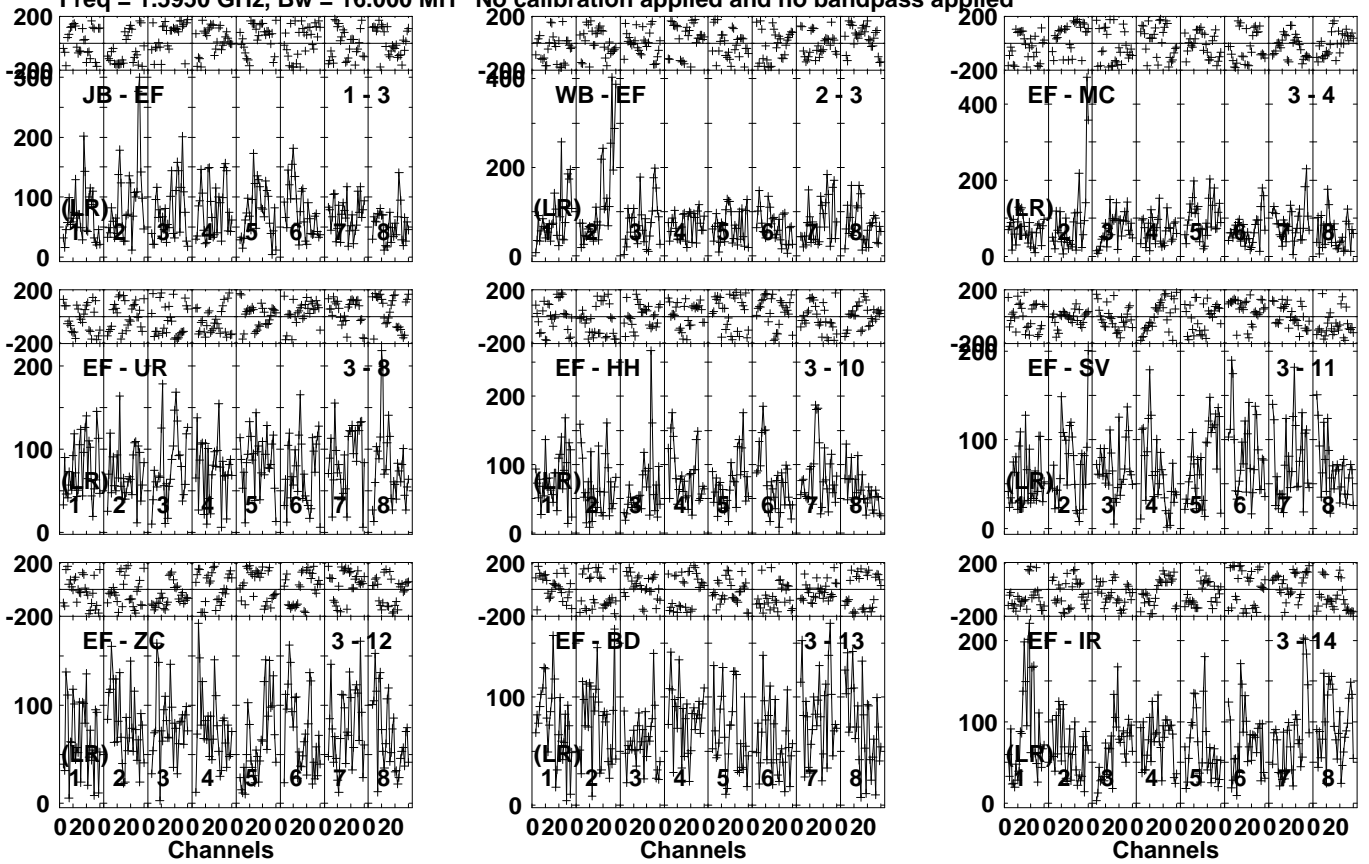 Freq = 1.5950 GHz, Bw = 16.000 MH No calibration applied and no bandpass applied
200 200 200
-200 -200 -200
300 400
JB - EF 1 - 3 WB - EF 2 - 3 EF - MC 3 - 4
400
200 200 200
100
(LR) (LR) (LR)
1 2 3 4 5 6 7 8 1 2 3 4 5 6 7 8 1 2 3 4 5 6 7 8
0 0 0
200 200 200
-200 -200 -200
200
EF - UR 3 - 8 EF - HH 3 - 10 EF - SV 3 - 11
200 200
100 100 100
(LR) (LR) (LR)
1 2 3 4 5 6 7 8 1 2 3 4 5 6 7 8 1 2 3 4 5 6 7 8
0 0 0
200 200 200
-200 -200 -200
EF - ZC 3 - 12 EF - BD 3 - 13 EF - IR 3 - 14
200
100 100 100
(LR) (LR) (LR)
1 2 3 4 5 6 7 8 1 2 3 4 5 6 7 8 1 2 3 4 5 6 7 8
0 0 0
0 20 0 20 0 20 0 20 0 20 0 20 0 20 0 20 0 20 0 20 0 20 0 20 0 20 0 20 0 20 0 20 0 20 0 20 0 20 0 20 0 20 0 20 0 20 0 20
Channels Channels Channels